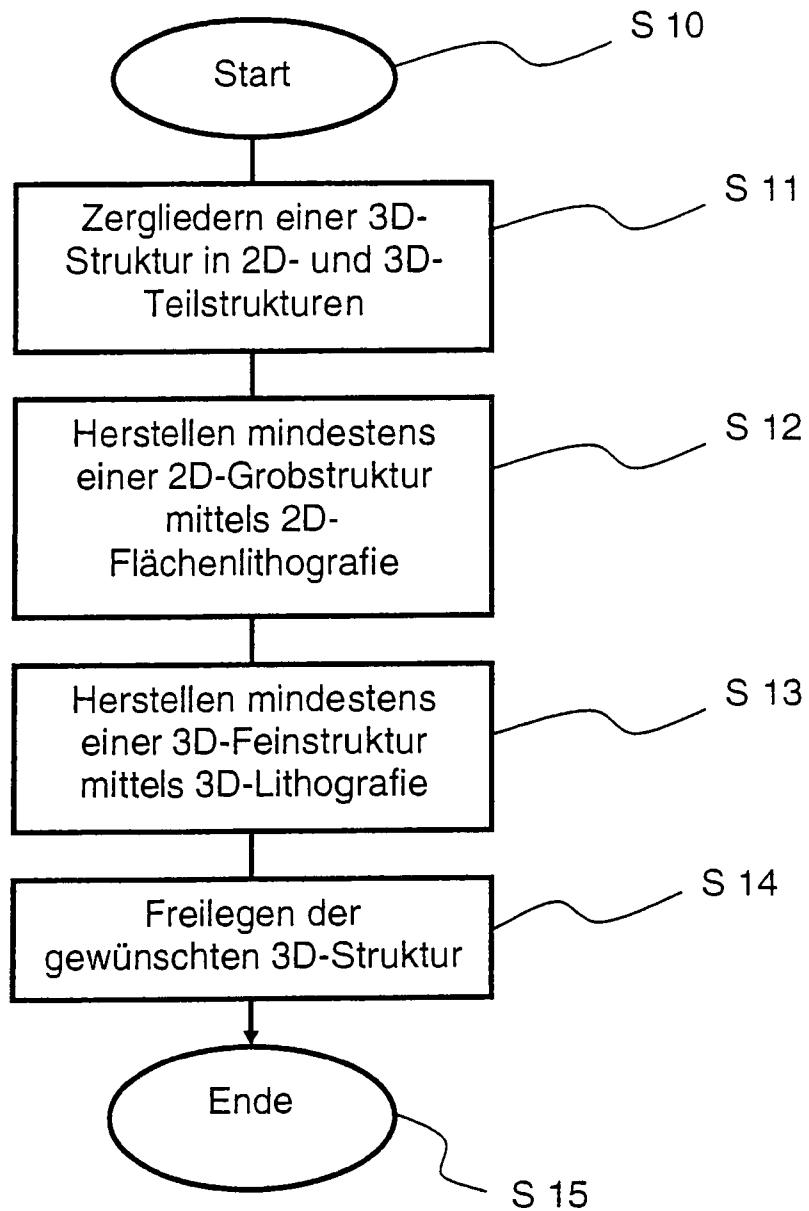 S 10
Start
S 11
Zergliedern einer 3D-
Struktur in 2D- und 3D-
Teilstrukturen
S 12
Herstellen mindestens
einer 2D-Grobstruktur
mittels 2D-
Flächenlithografie
S 13
Herstellen mindestens
einer 3D-Feinstruktur
mittels 3D-Lithografie
S 14
Freilegen der
gewünschten 3D-Struktur
Ende
S 15